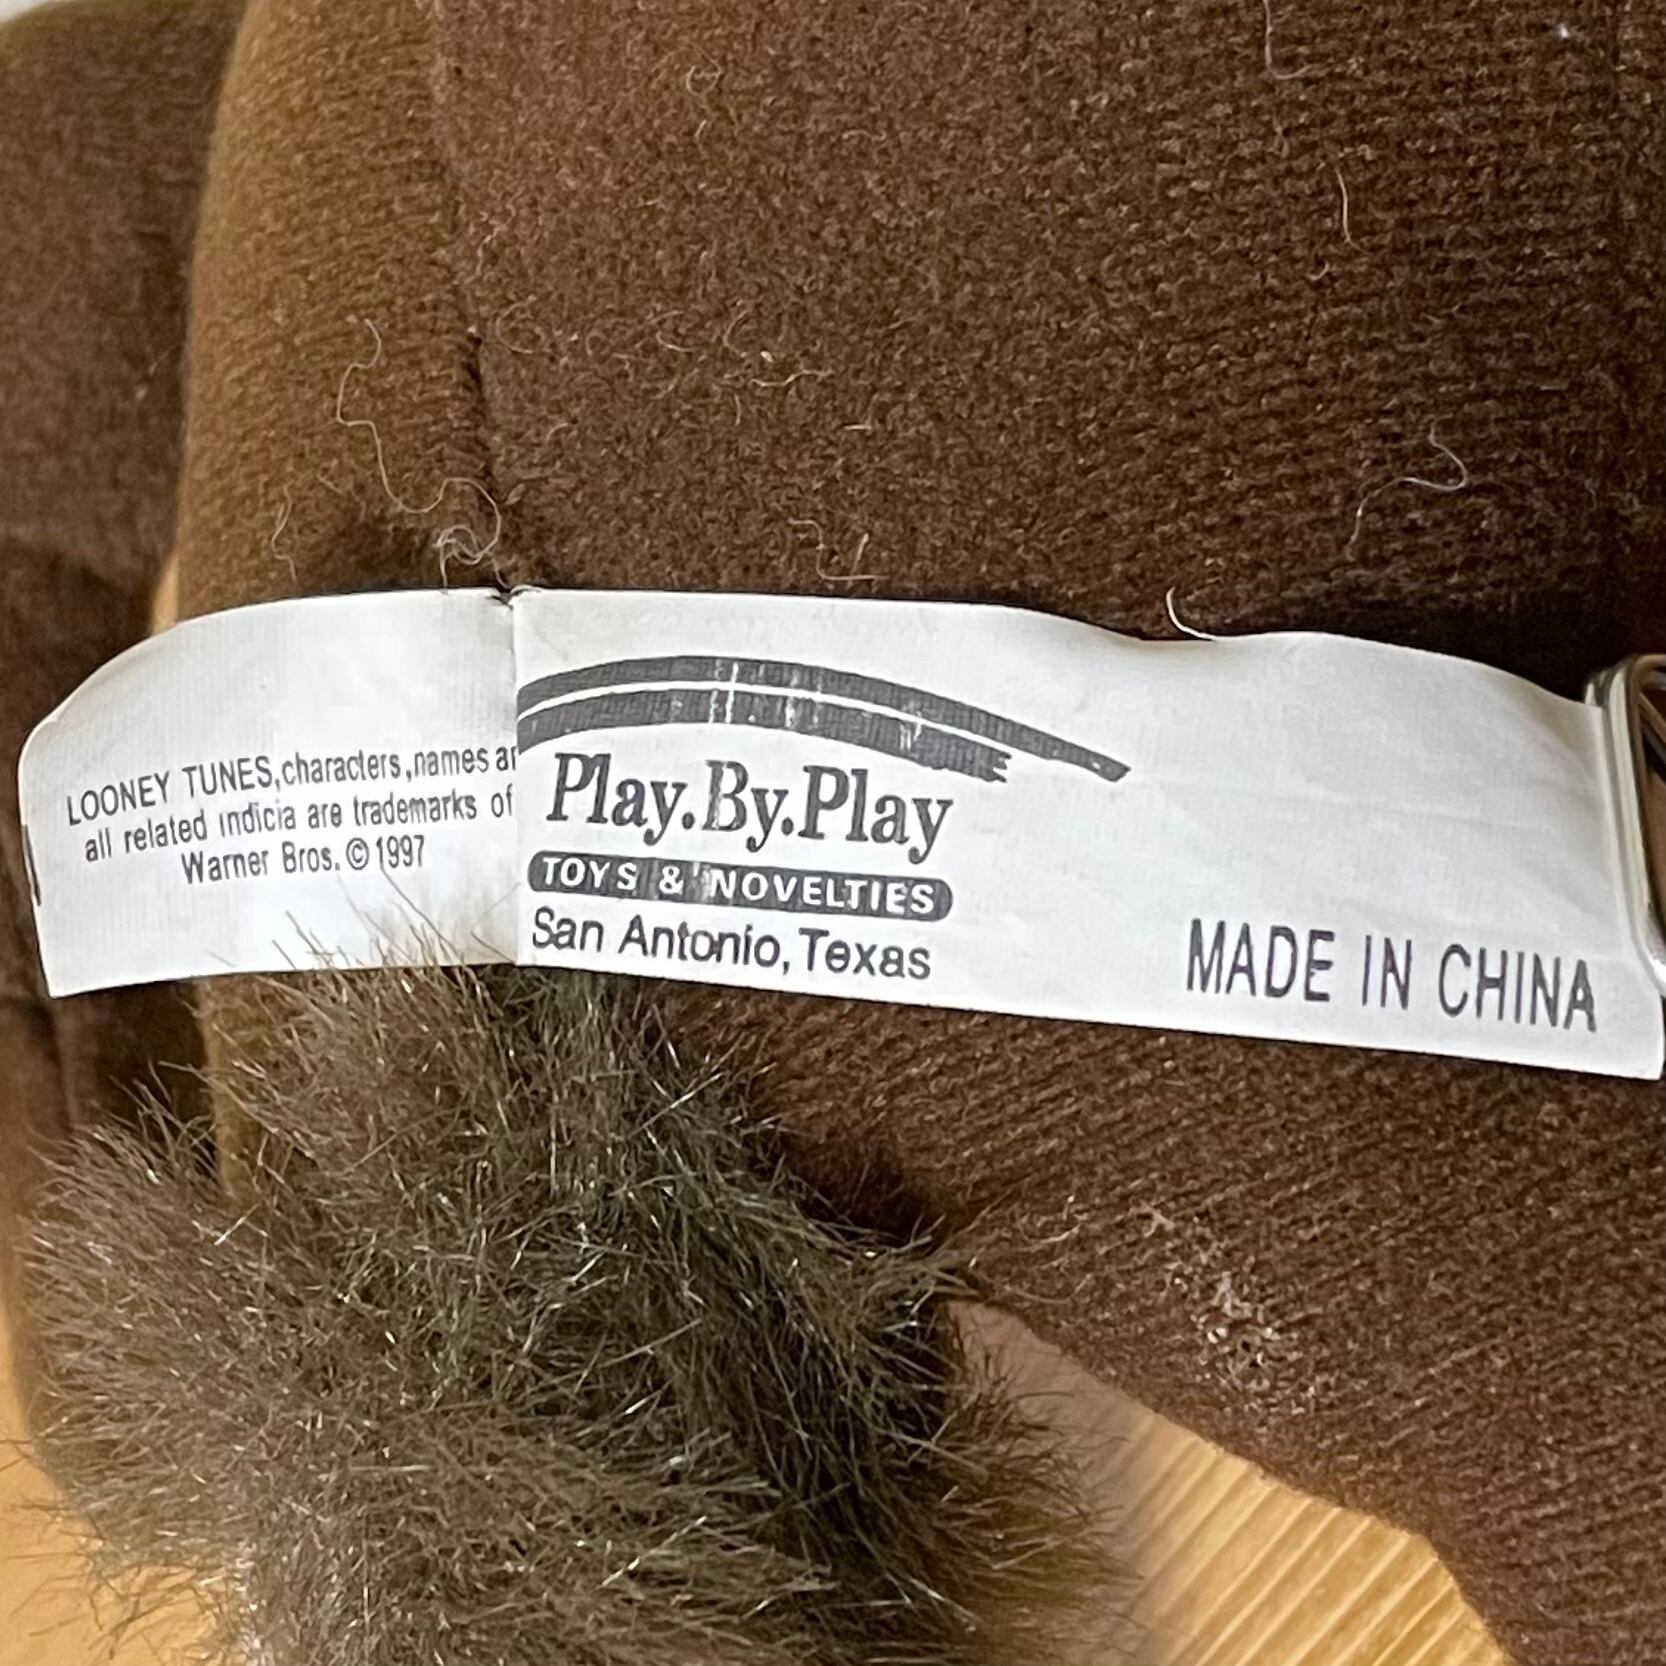 LOONEY TUNES,characters,names
all related indicia are trademarks of
Warner Bros. © 1997
Play.By.Play
TOYS & NOVELTIES
San Antonio, Texas
MADE IN CHINA